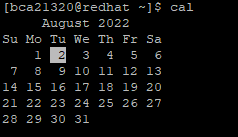 [bca21320@redhat ~]$ cal
    August 2022
Su Mo Tu We Th Fr Sa
    1  2  3  4  5  6
 7  8  9 10 11 12 13
14 15 16 17 18 19 20
21 22 23 24 25 26 27
28 29 30 31